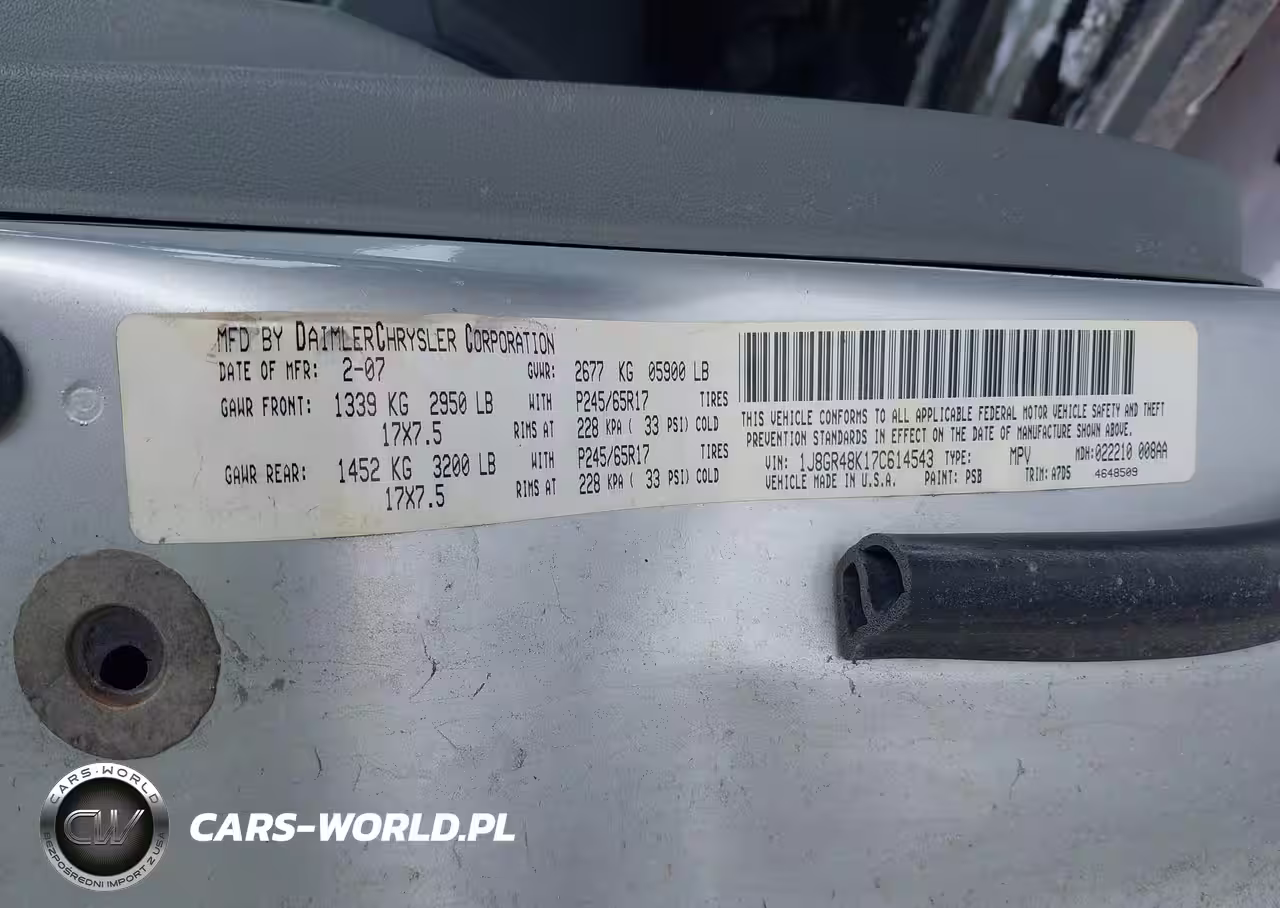 MFD BY DAIMLERCHRYSLER CORPORATION
DATE OF MFR: 2-07 GVWR: 2677 KG 05900 LB
GAWR FRONT: 1339 KG 2950 LB WITH P245/65R17 TIRES
17X7.5 RIMS AT 228 KPA ( 33 PSI) COLD
GAWR REAR: 1452 KG 3200 LB WITH P245/65R17 TIRES
17X7.5 RIMS AT 228 KPA ( 33 PSI) COLD
THIS VEHICLE CONFORMS TO ALL APPLICABLE FEDERAL MOTOR VEHICLE SAFETY AND THEFT
PREVENTION STANDARDS IN EFFECT ON THE DATE OF MANUFACTURE SHOWN ABOVE.
VIN: 1J8GR48K17C614543 TYPE: MPV MDH:022210 008AA
VEHICLE MADE IN U.S.A. PAINT: PSB TRIM: A7D5 4648509
CARS-WORLD
CW
BEZPOŚREDNI IMPORT Z USA
CARS-WORLD.PL